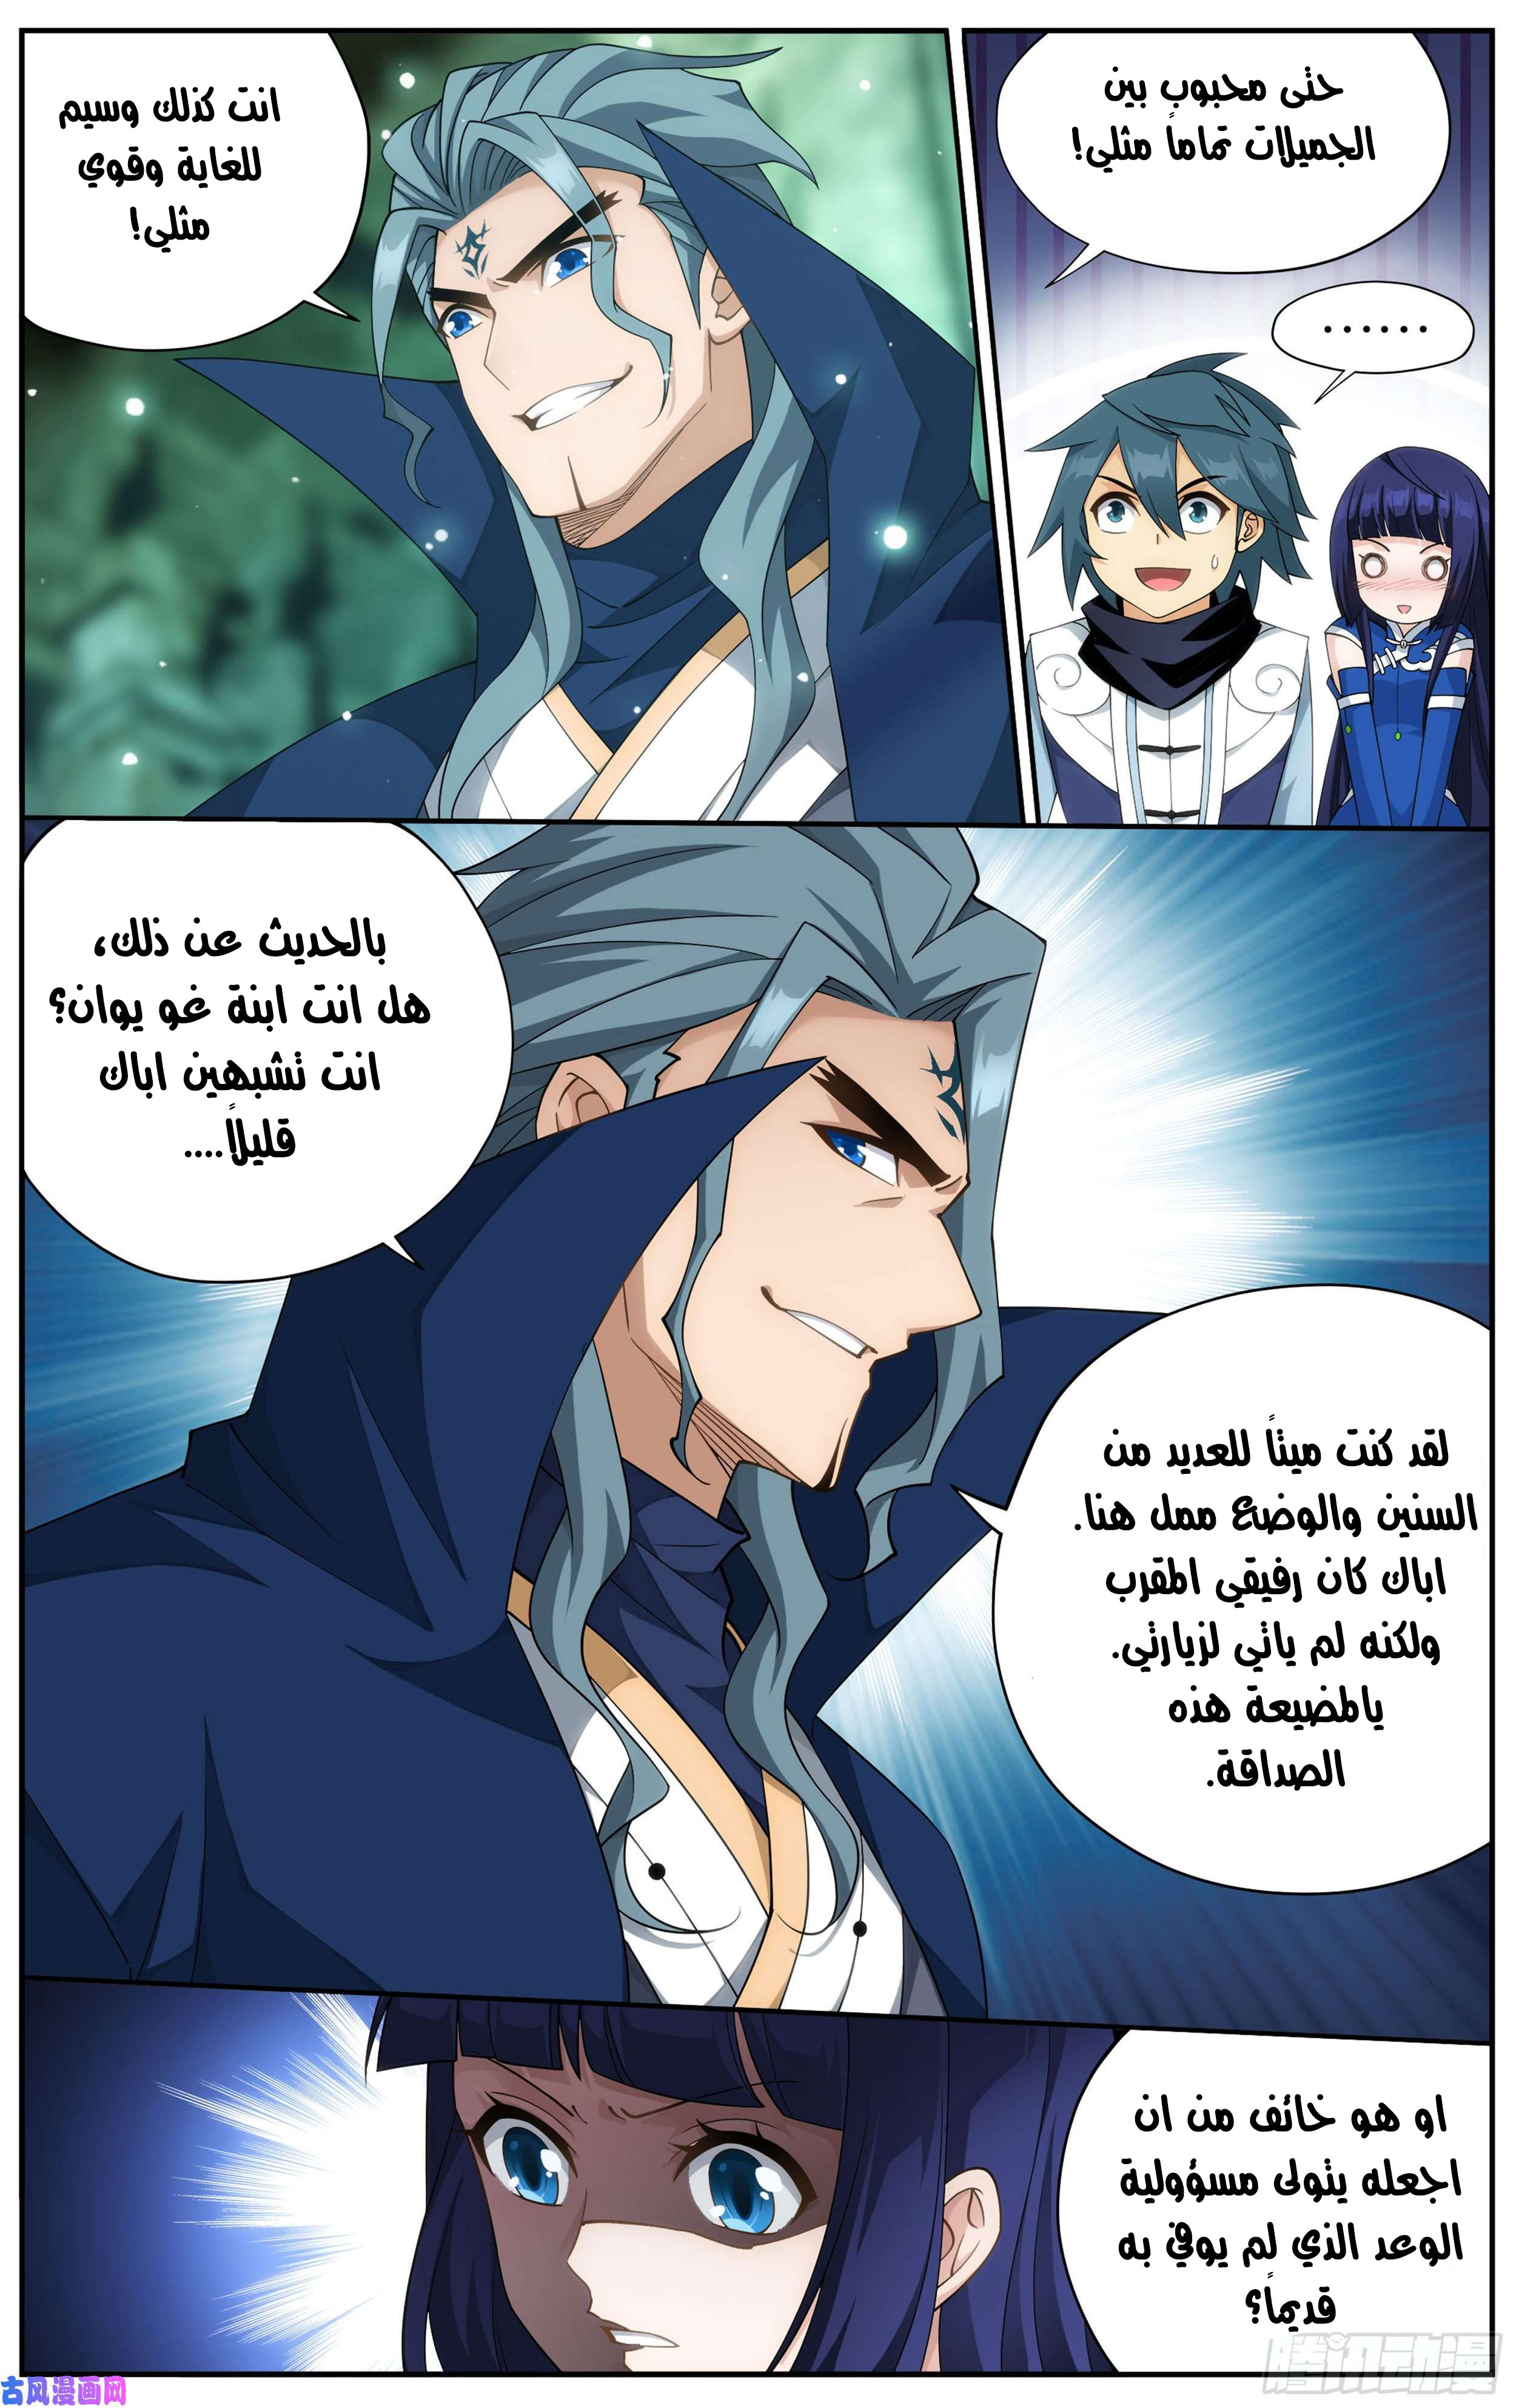 حتى محبوب بين
الجميلات تماماً مثلي!
......
انت كذلك وسيم
للغاية وقوي
مثلي!
بالحديث عن ذلك،
هل انت ابنة غو يوان؟
انت تشبهين اباك
قليلاً....
لقد كنت ميتاً للعديد من
السنين والوضع ممل هنا.
اباك كان رفيقي المقرب
ولكنه لم ياتي لزيارتي.
يالمضيعة هذه
الصداقة.
او هو خائف من ان
اجعله يتولى مسؤولية
الوعد الذي لم يوفي به
قديماً؟
腾讯动漫
古风漫画网